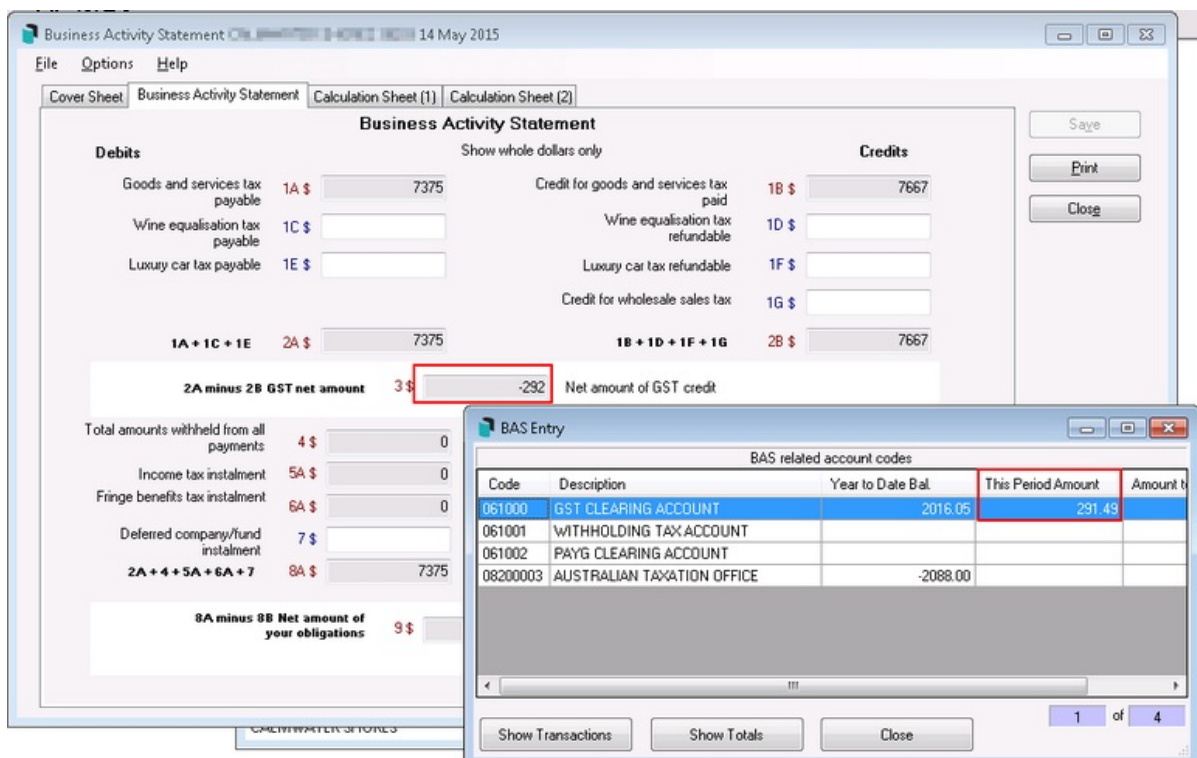 Business Activity Statement 14 May 2015
File Options Help
Cover Sheet Business Activity Statement Calculation Sheet (1) Calculation Sheet (2)
Business Activity Statement
Debits Show whole dollars only Credits
Goods and services tax payable 1A $ 7375 Credit for goods and services tax paid 1B $ 7667
Wine equalisation tax payable 1C $ Wine equalisation tax refundable 1D $
Luxury car tax payable 1E $ Luxury car tax refundable 1F $
Credit for wholesale sales tax 1G $
1A + 1C + 1E 2A $ 7375 1B + 1D + 1F + 1G 2B $ 7667
2A minus 2B GST net amount 3 $ -292 Net amount of GST credit
Total amounts withheld from all payments 4 $ 0
Income tax instalment 5A $ 0
Fringe benefits tax instalment 6A $ 0
Deferred company/fund instalment 7 $
2A + 4 + 5A + 6A + 7 8A $ 7375
8A minus 8B Net amount of your obligations 9 $
Save
Print
Close
BAS Entry
BAS related account codes
Code Description Year to Date Bal. This Period Amount Amount t
061000 GST CLEARING ACCOUNT 2016.05 291.49
061001 WITHHOLDING TAX ACCOUNT
061002 PAYG CLEARING ACCOUNT
08200003 AUSTRALIAN TAXATION OFFICE -2088.00
1 of 4
Show Transactions Show Totals Close